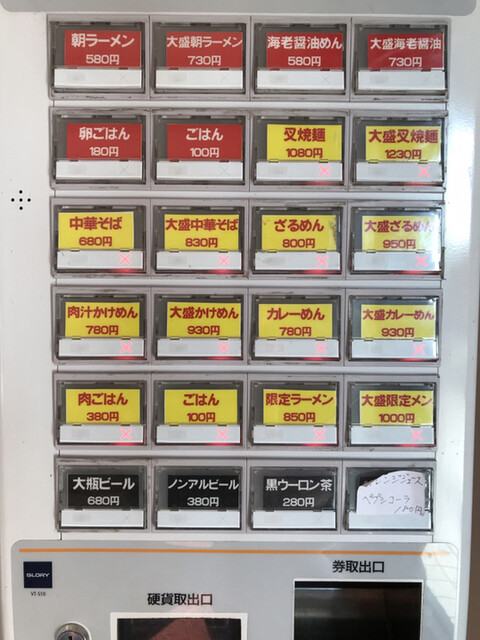 朝ラーメン
580円
大盛朝ラーメン
730円
海老醤油めん
580円
大盛海老醤油
730円
卵ごはん
180円
ごはん
100円
叉焼麺
1080円
大盛叉焼麺
1230円
中華そば
680円
大盛中華そば
830円
ざるめん
800円
大盛ざるめん
950円
肉汁かけめん
780円
大盛かけめん
930円
カレーめん
780円
大盛カレーめん
930円
肉ごはん
380円
ごはん
100円
限定ラーメン
850円
大盛限定メン
1000円
大瓶ビール
680円
ノンアルビール
380円
黒ウーロン茶
280円
レンジジュース
ペプシコーラ
GLORY
VT-S10
硬貨取出口
券取出口